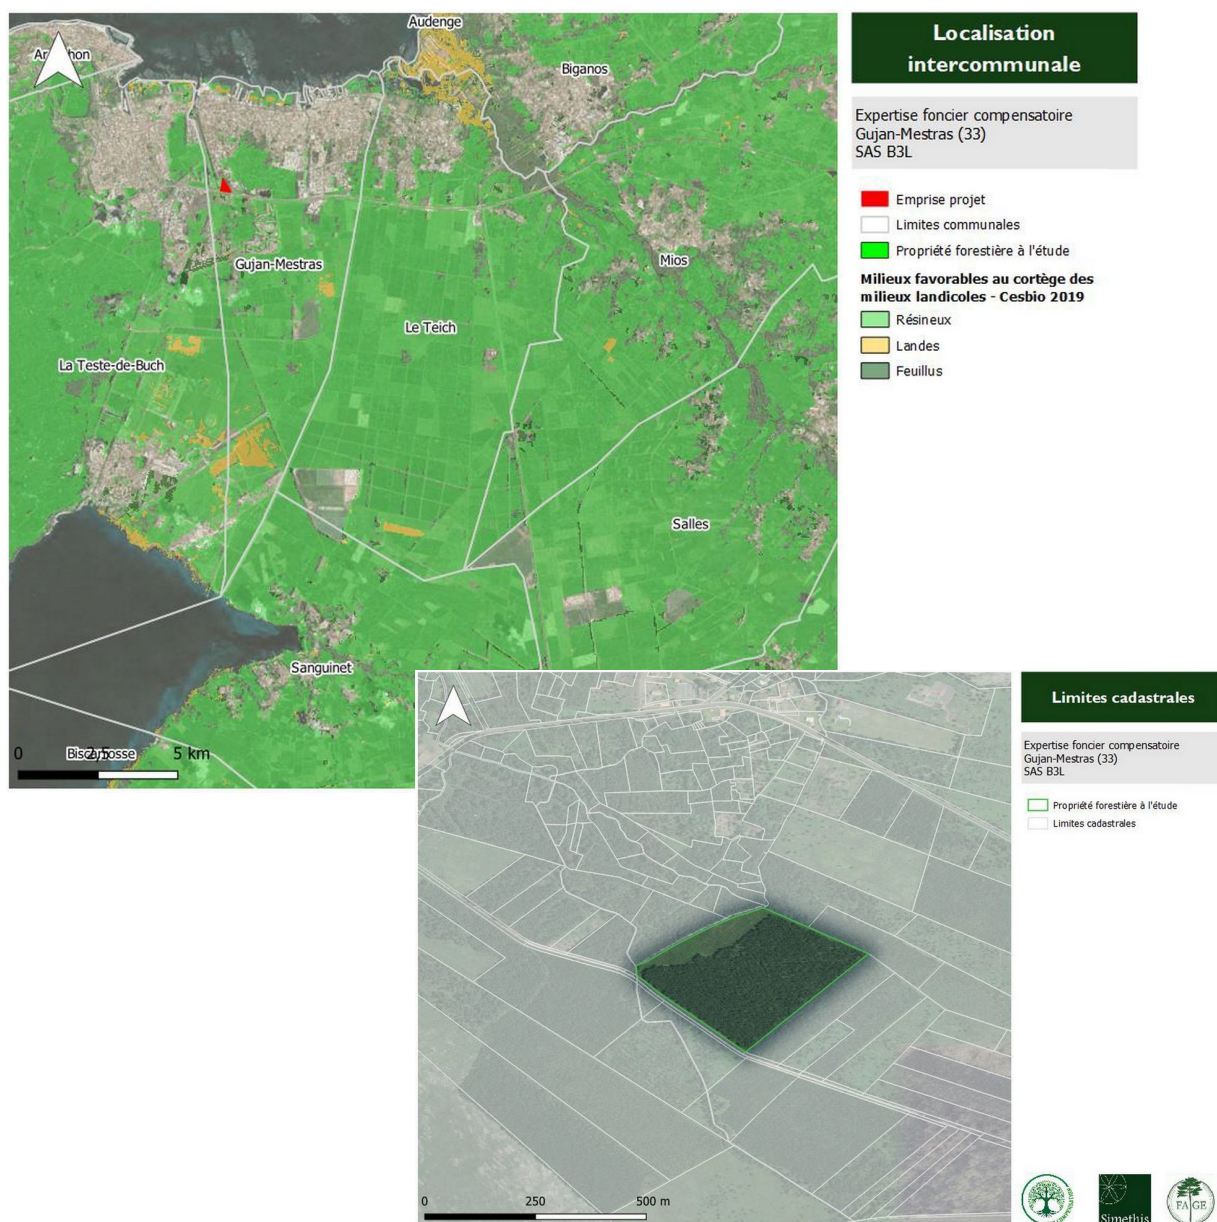 Localisation
intercommunale
Expertise foncier compensatoire
Gujan-Mestras (33)
SAS B3L
Emprise projet
Limites communales
Propriété forestière à l'étude
Milieux favorables au cortège des
milieux landicoles - Cesbio 2019
Résineux
Landes
Feuillus
Audenge
Biganos
Gujan-Mestras
Mios
Le Teich
La Teste-de-Buch
Salles
Sanguinet
0 2,5 5 km
Limites cadastrales
Expertise foncier compensatoire
Gujan-Mestras (33)
SAS B3L
Propriété forestière à l'étude
Limites cadastrales
0 250 500 m
Simethis